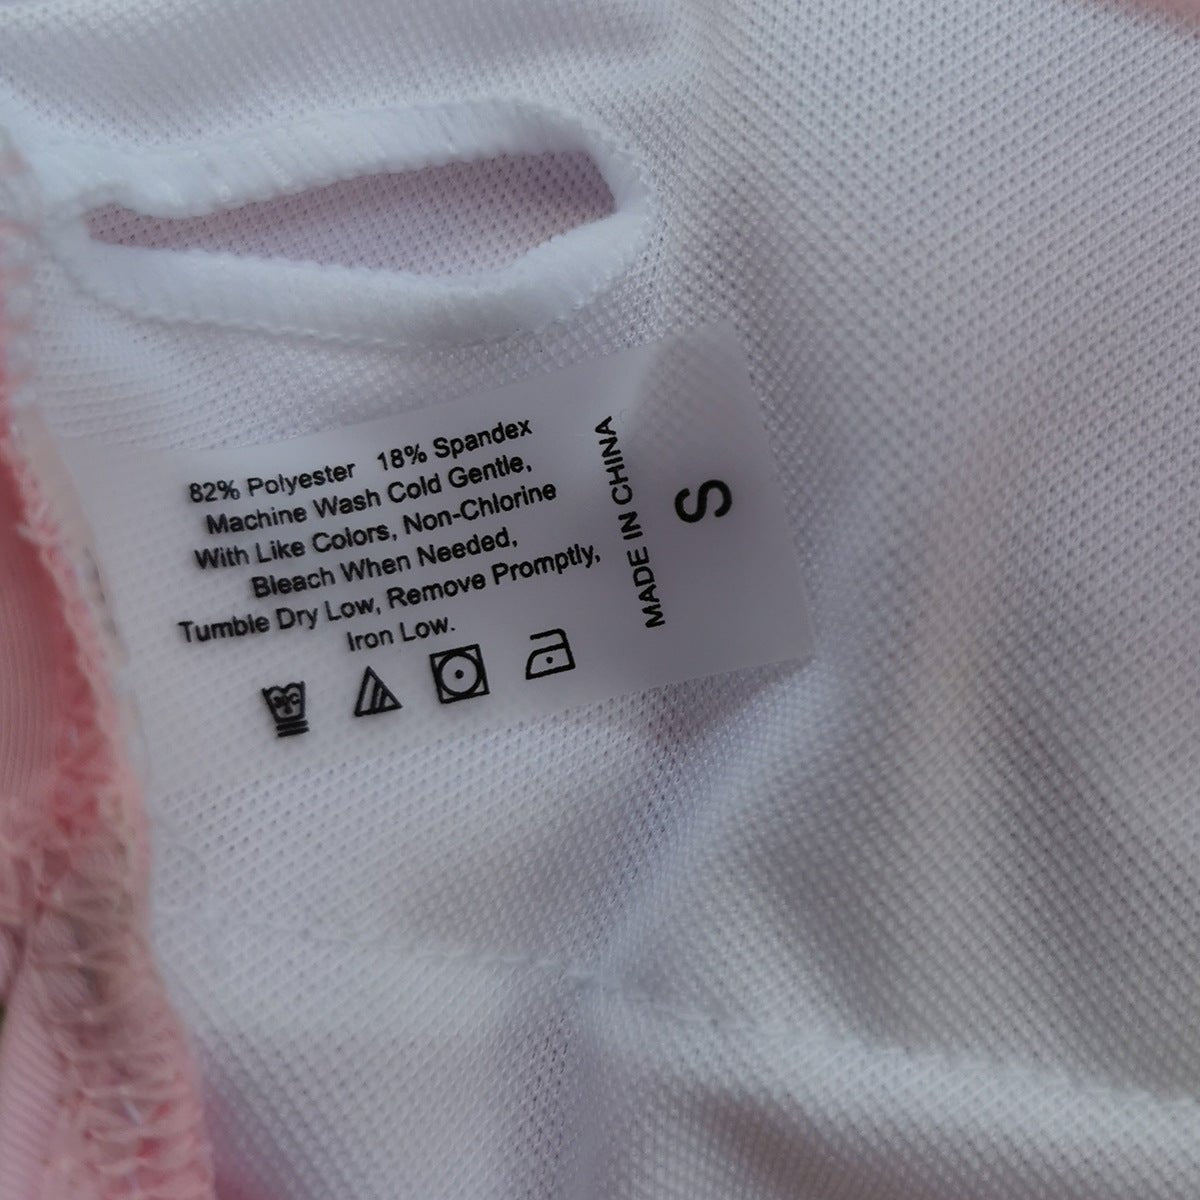 82% Polyester 18% Spandex
Machine Wash Cold Gentle,
With Like Colors, Non-Chlorine
Bleach When Needed,
Tumble Dry Low, Remove Promptly,
Iron Low.
MADE IN CHINA
S